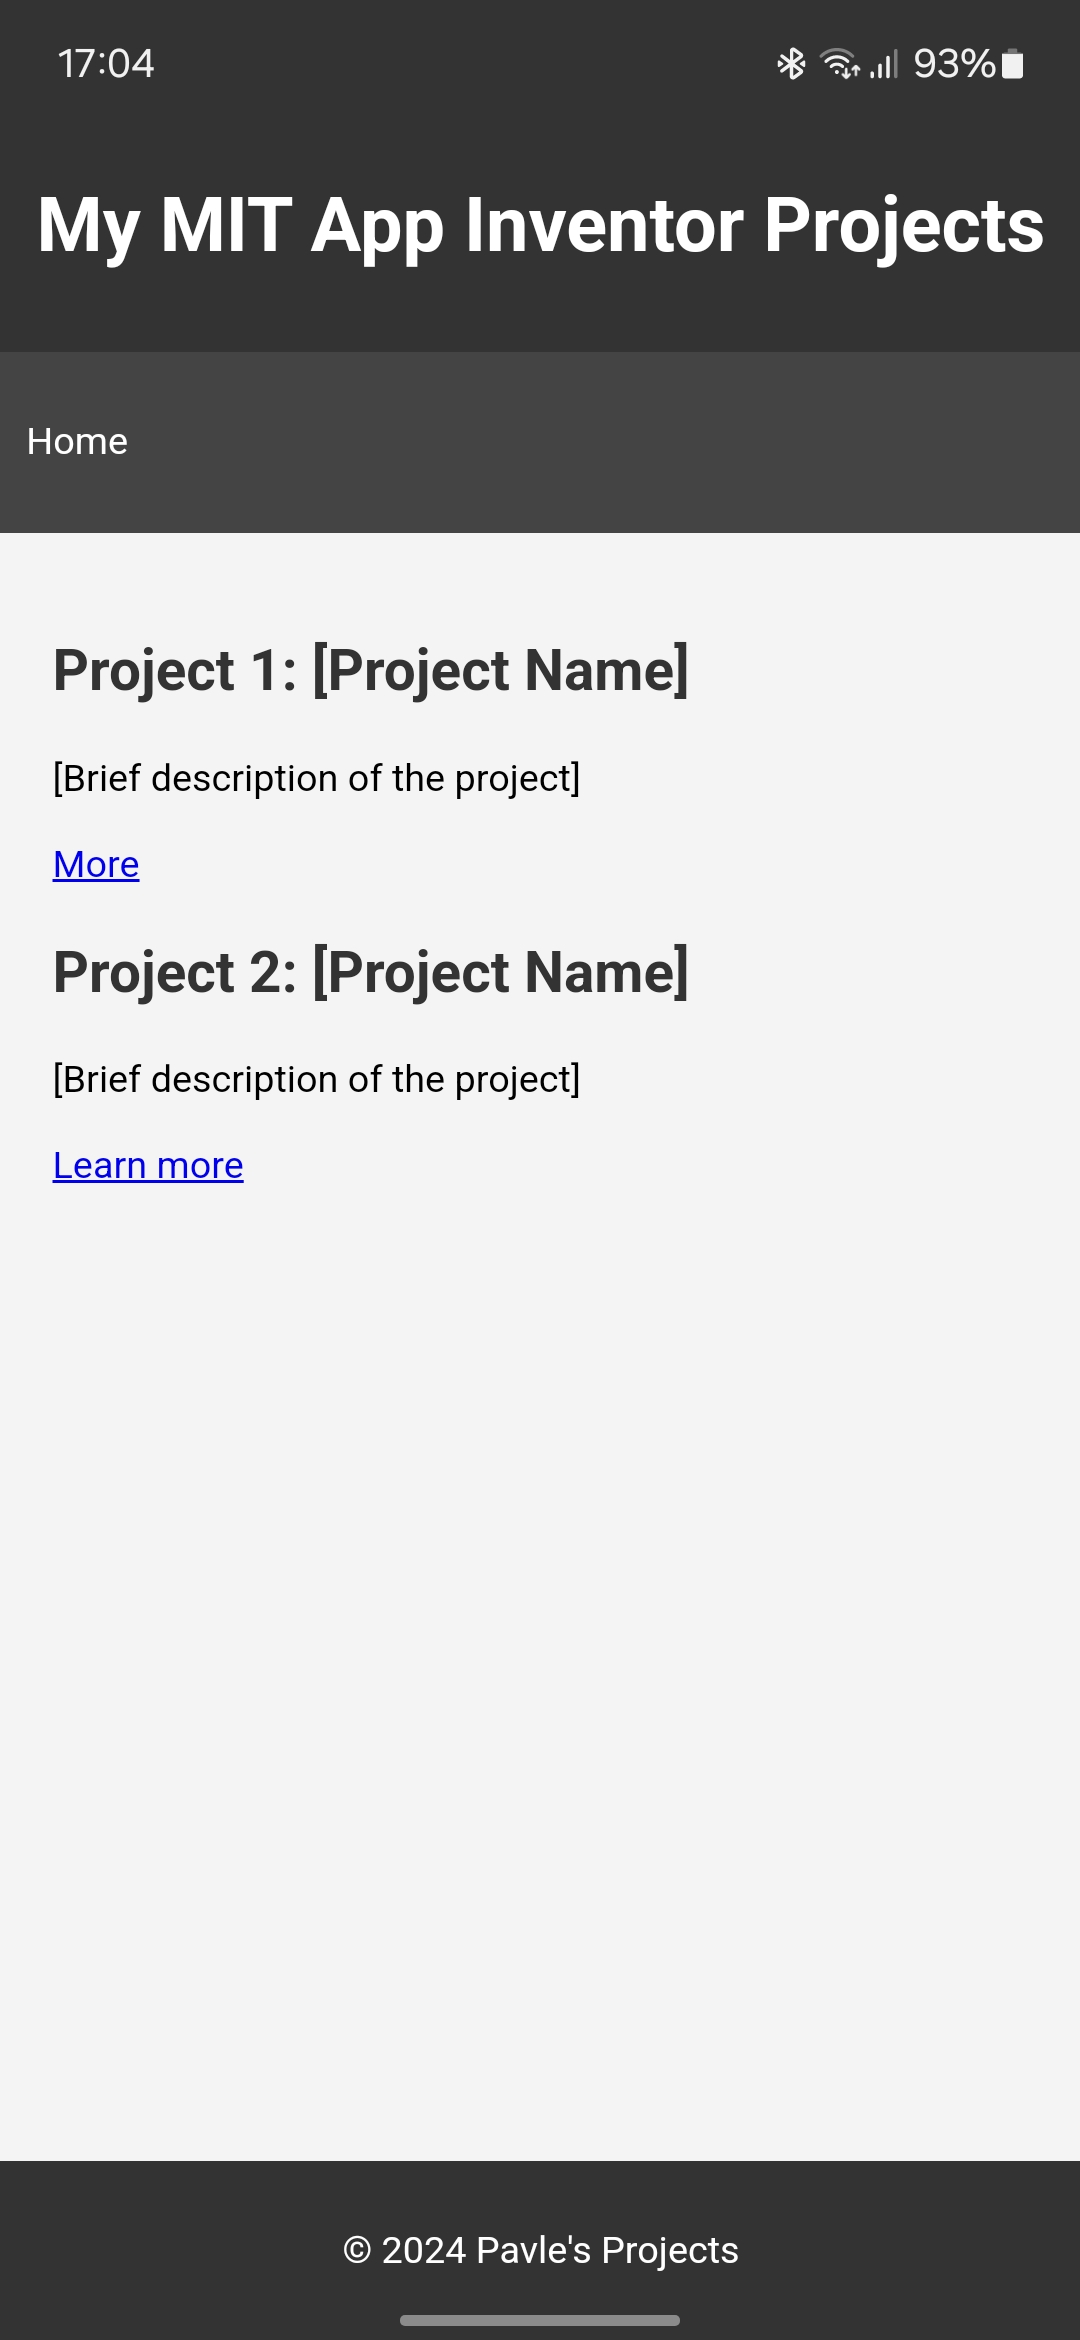 17:04
93%
My MIT App Inventor Projects
Home
Project 1: [Project Name]
[Brief description of the project]
More
Project 2: [Project Name]
[Brief description of the project]
Learn more
© 2024 Pavle's Projects